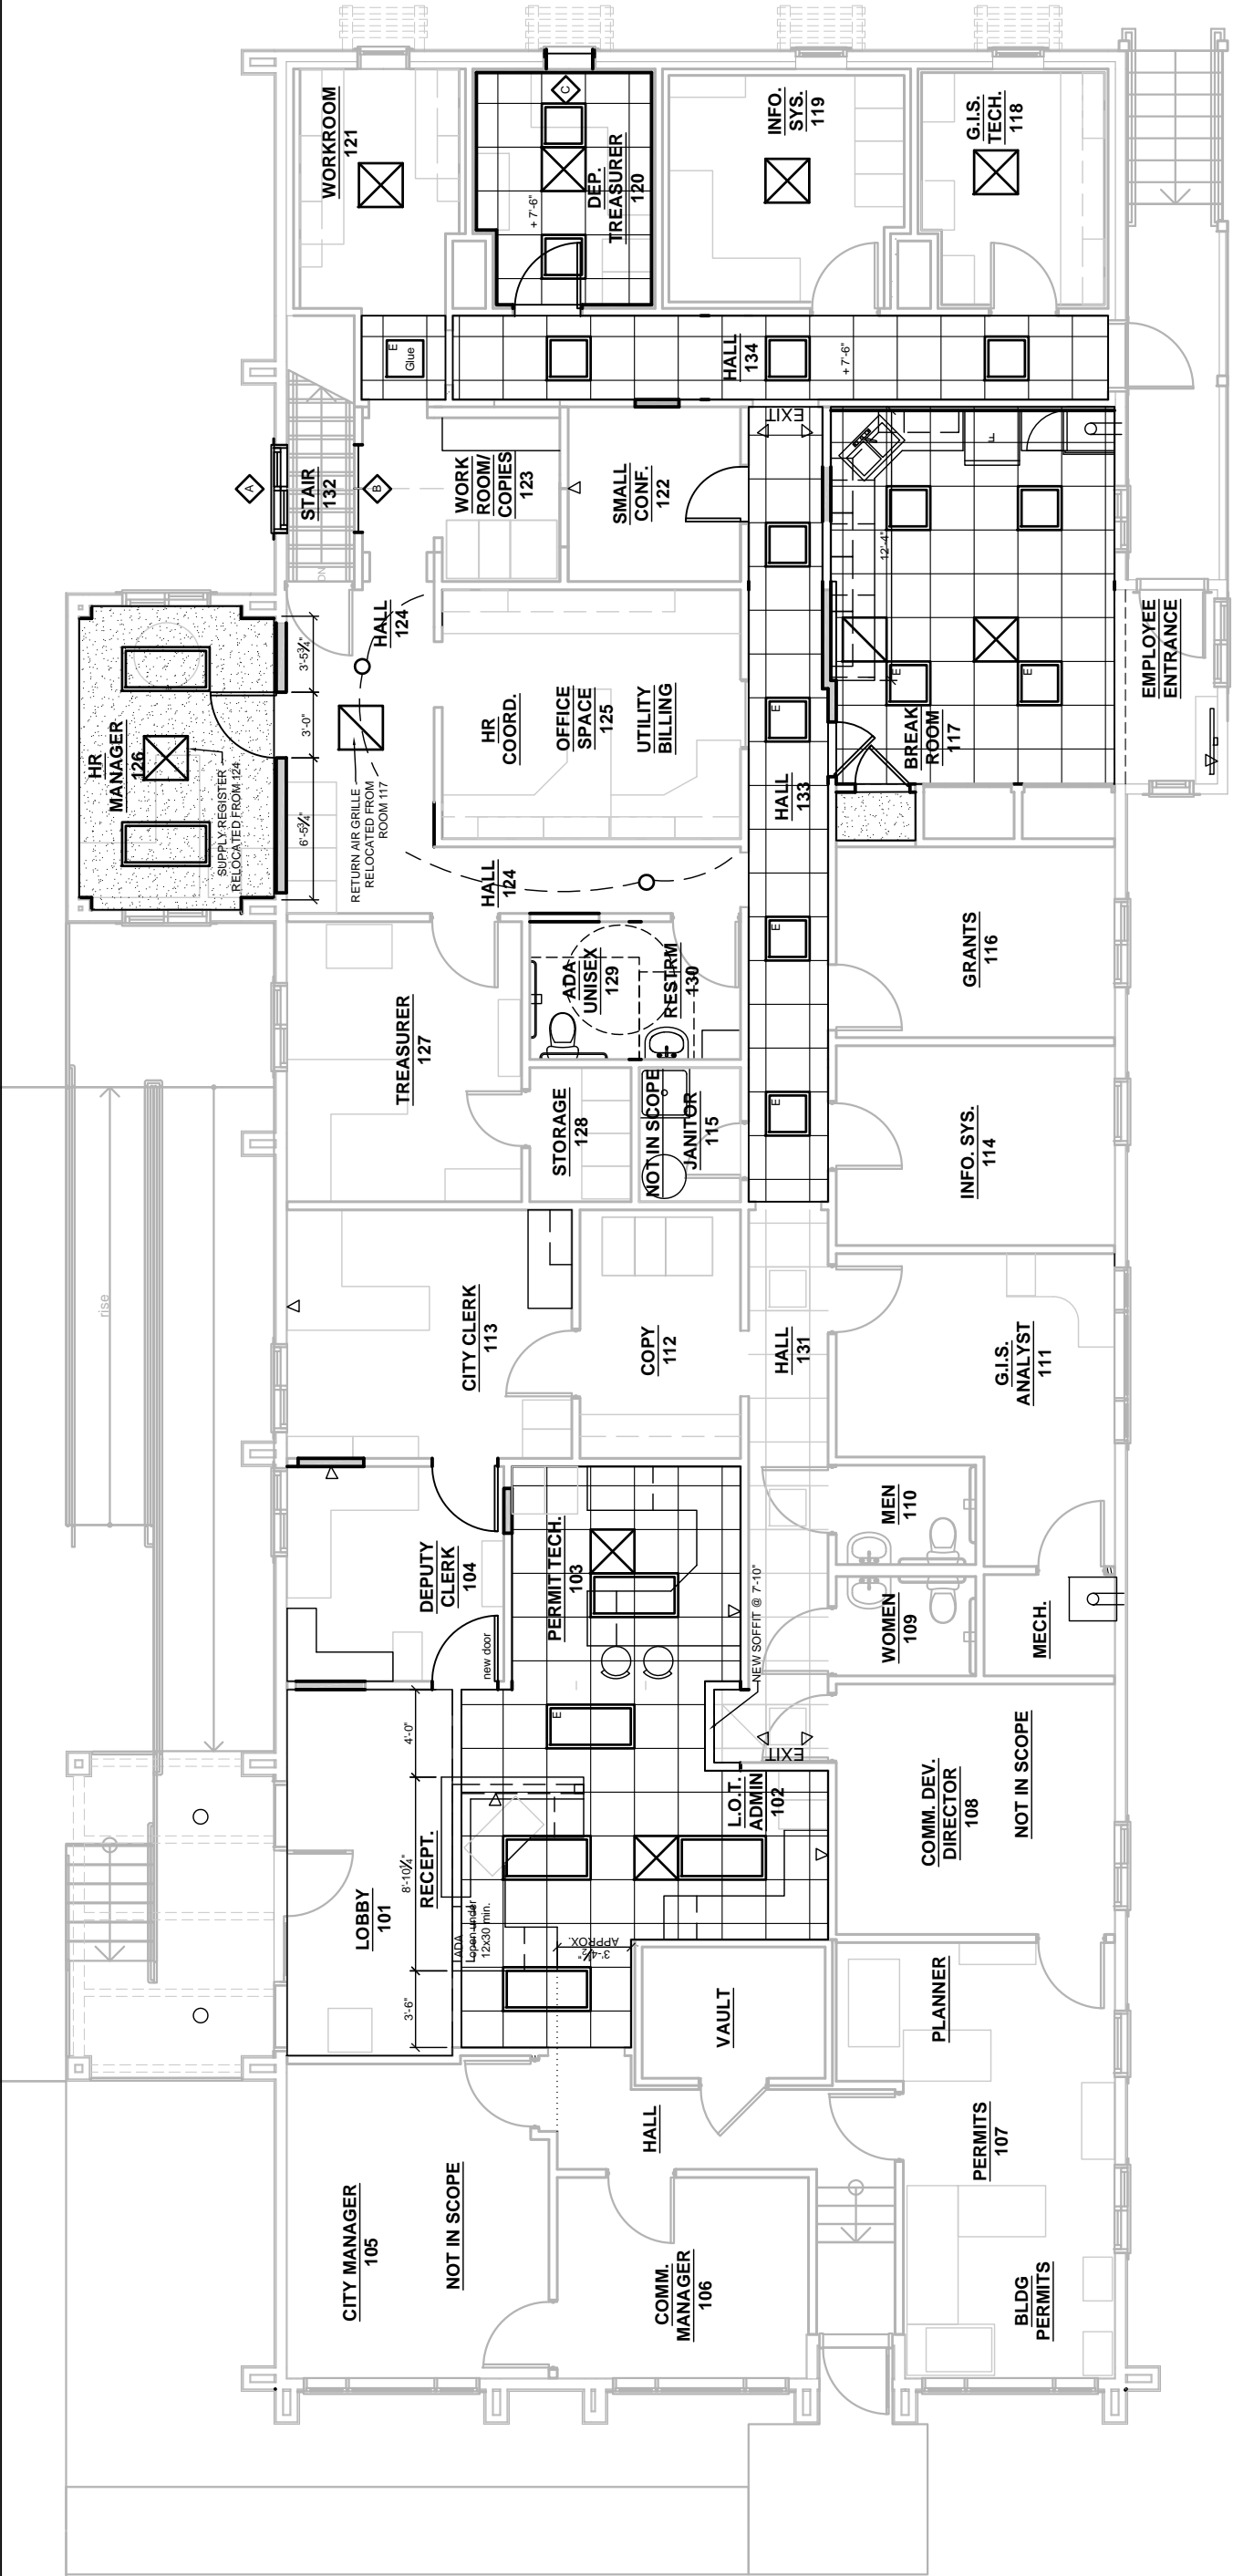 WORKROOM
121
C
DEP.
TREASURER
120
+ 7'-6"
INFO.
SYS.
119
G.I.S.
TECH.
118
E
Glue
HALL
134
+ 7'-6"
A
STAIR
132
B
WORK
ROOM/
COPIES
123
SMALL
CONF.
122
EXIT
F
12'-4"
HR
MANAGER
126
SUPPLY REGISTER
RELOCATED FROM 124
3'-5¾"
3'-0"
6'-5¾"
HALL
124
RETURN AIR GRILLE
RELOCATED FROM
ROOM 117
HR
COORD.
OFFICE
SPACE
125
UTILITY
BILLING
E
HALL
133
E
E
BREAK
ROOM
117
EMPLOYEE
ENTRANCE
HALL
124
TREASURER
127
ADA
UNISEX
129
RESTRM
130
E
GRANTS
116
STORAGE
128
NOT IN SCOPE
JANITOR
115
E
INFO. SYS.
114
rise
CITY CLERK
113
COPY
112
HALL
131
G.I.S.
ANALYST
111
DEPUTY
CLERK
104
new door
PERMIT TECH.
103
NEW SOFFIT @ 7'-10"
MEN
110
WOMEN
109
MECH.
E
EXIT
LOBBY
101
4'-0"
8'-10¼"
3'-6"
RECEPT.
ADA
open under
12x30 min.
L.O.T.
ADMIN
102
3'-4½"
APPROX.
COMM. DEV.
DIRECTOR
108
NOT IN SCOPE
VAULT
PLANNER
CITY MANAGER
105
NOT IN SCOPE
HALL
COMM.
MANAGER
106
PERMITS
107
BLDG
PERMITS